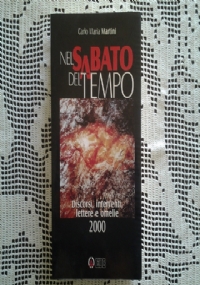 Carlo Maria Martini
NEL SABATO
DEL TEMPO
Discorsi, interventi,
lettere e omelie
2000